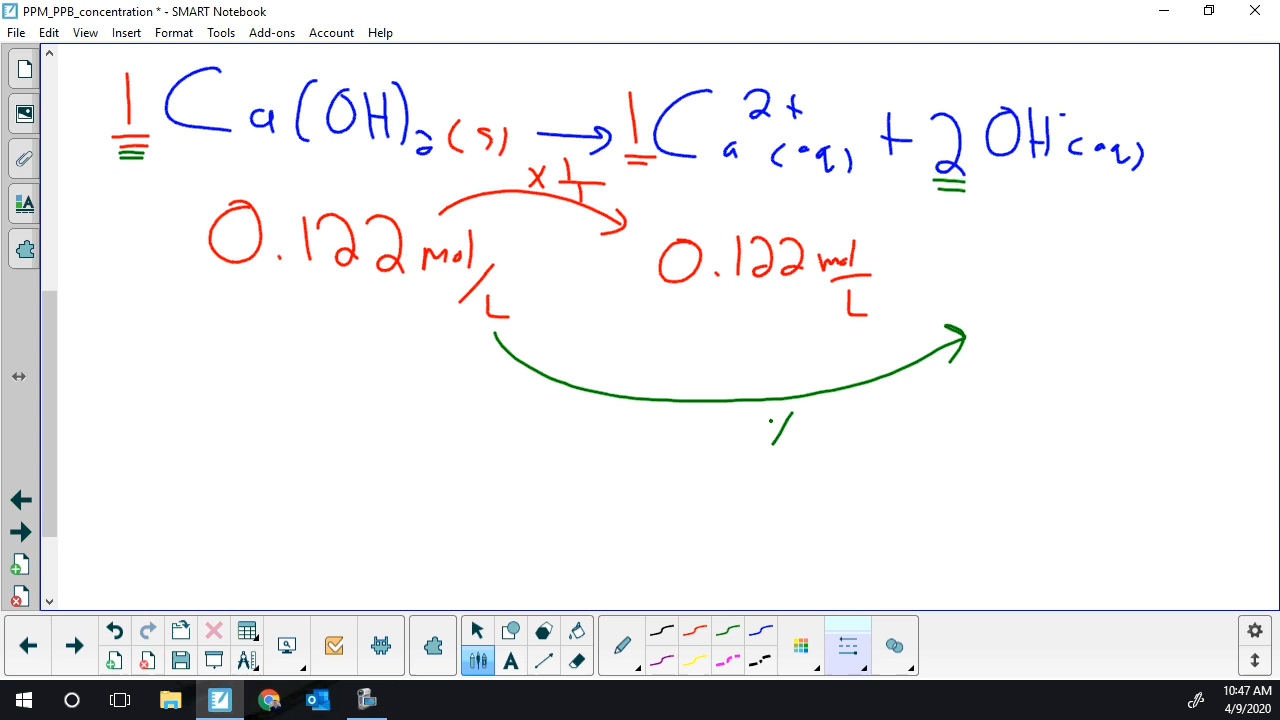 PPM_PPB_concentration * - SMART Notebook
File Edit View Insert Format Tools Add-ons Account Help
1 Ca(OH)₂(s) → 1 Ca²⁺(aq) + 2 OH⁻(aq)
x 1/1
0.122 mol/L 0.122 mol/L
A
A
10:47 AM
4/9/2020